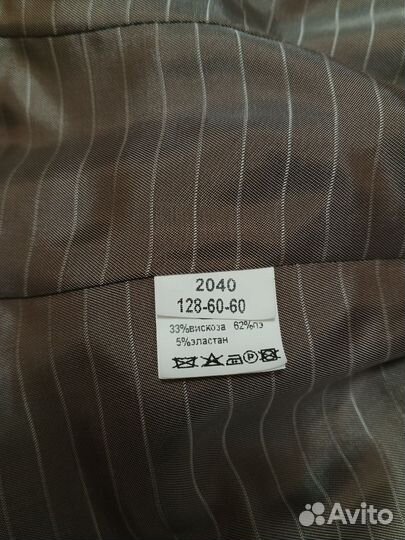 2040
128-60-60
33%вискоза 62%пэ
5%эластан
P
Avito